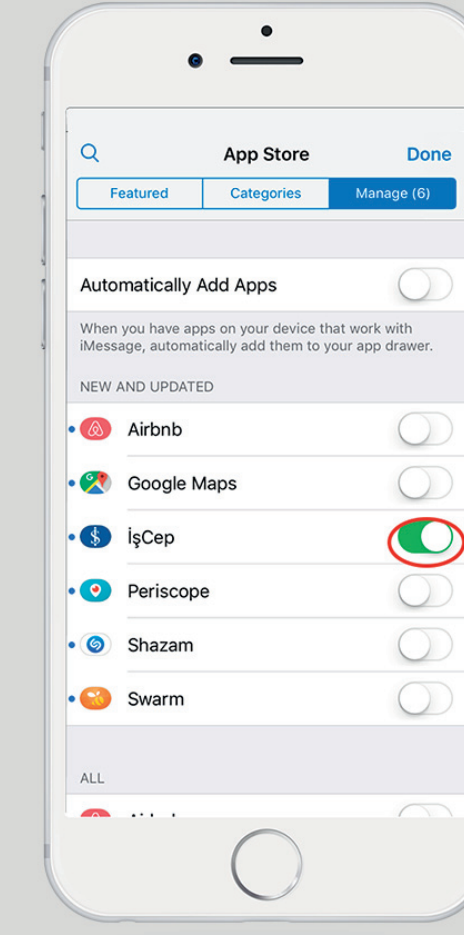 App Store
Done
Featured
Categories
Manage (6)
Automatically Add Apps
When you have apps on your device that work with
iMessage, automatically add them to your app drawer.
NEW AND UPDATED
Airbnb
Google Maps
İşCep
Periscope
Shazam
Swarm
ALL